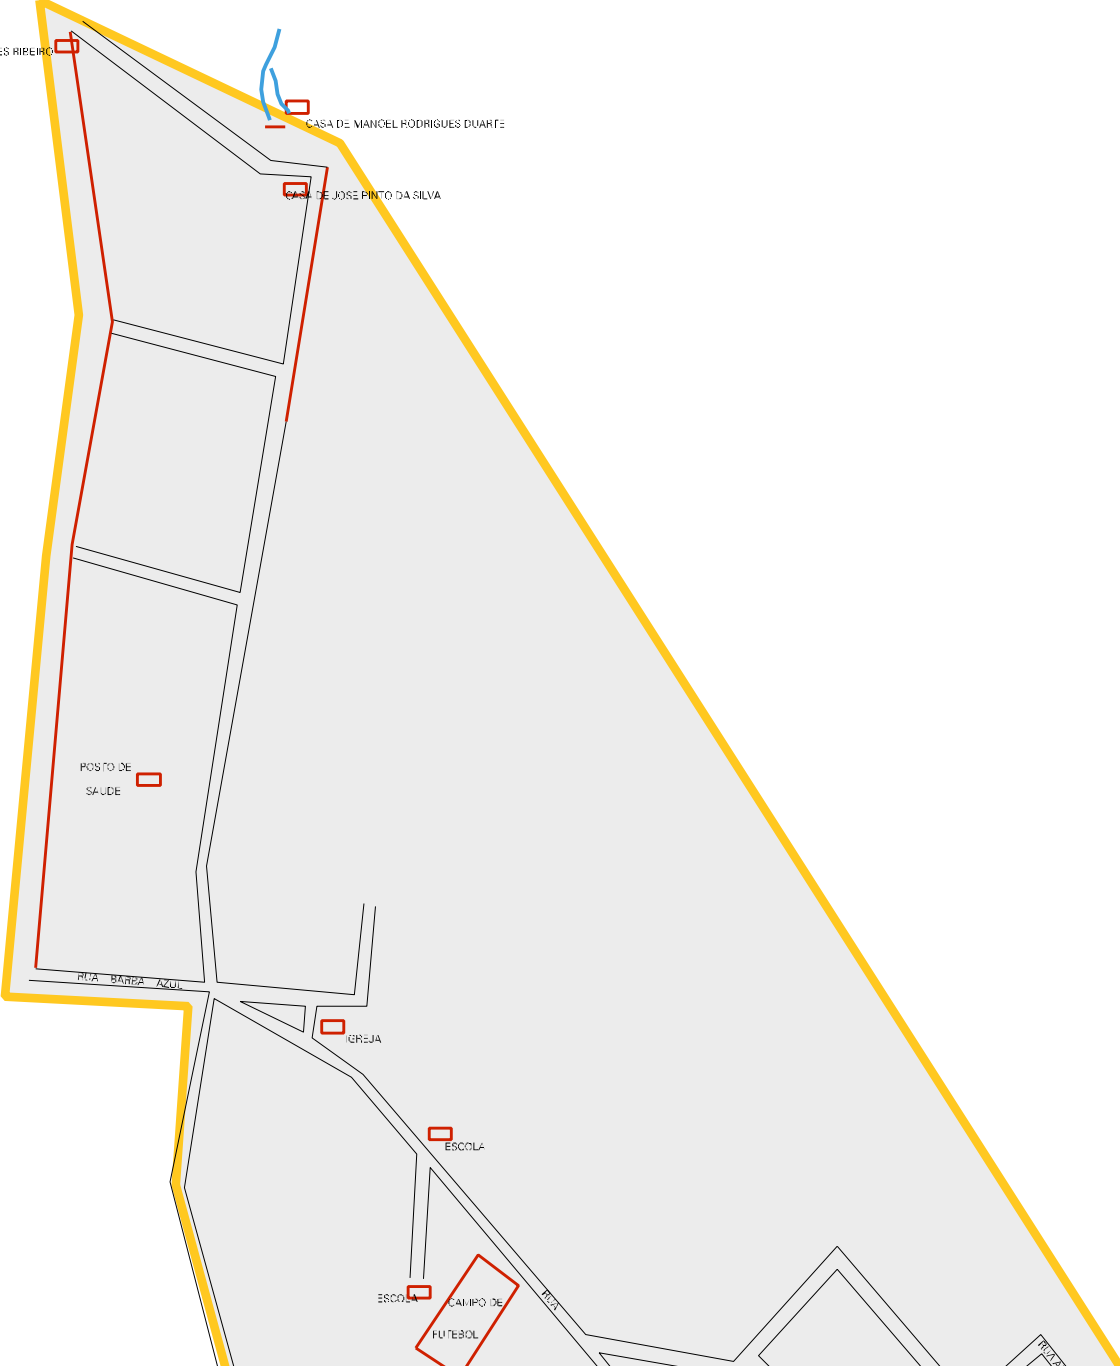 ES RIBEIRO
CASA DE MANOEL RODRIGUES DUARTE
CASA DE JOSE PINTO DA SILVA
POSTO DE
SAUDE
RUA BARBA AZUL
IGREJA
ESCOLA
ESCOLA
CAMPO DE
FUTEBOL
RUA
RUA A